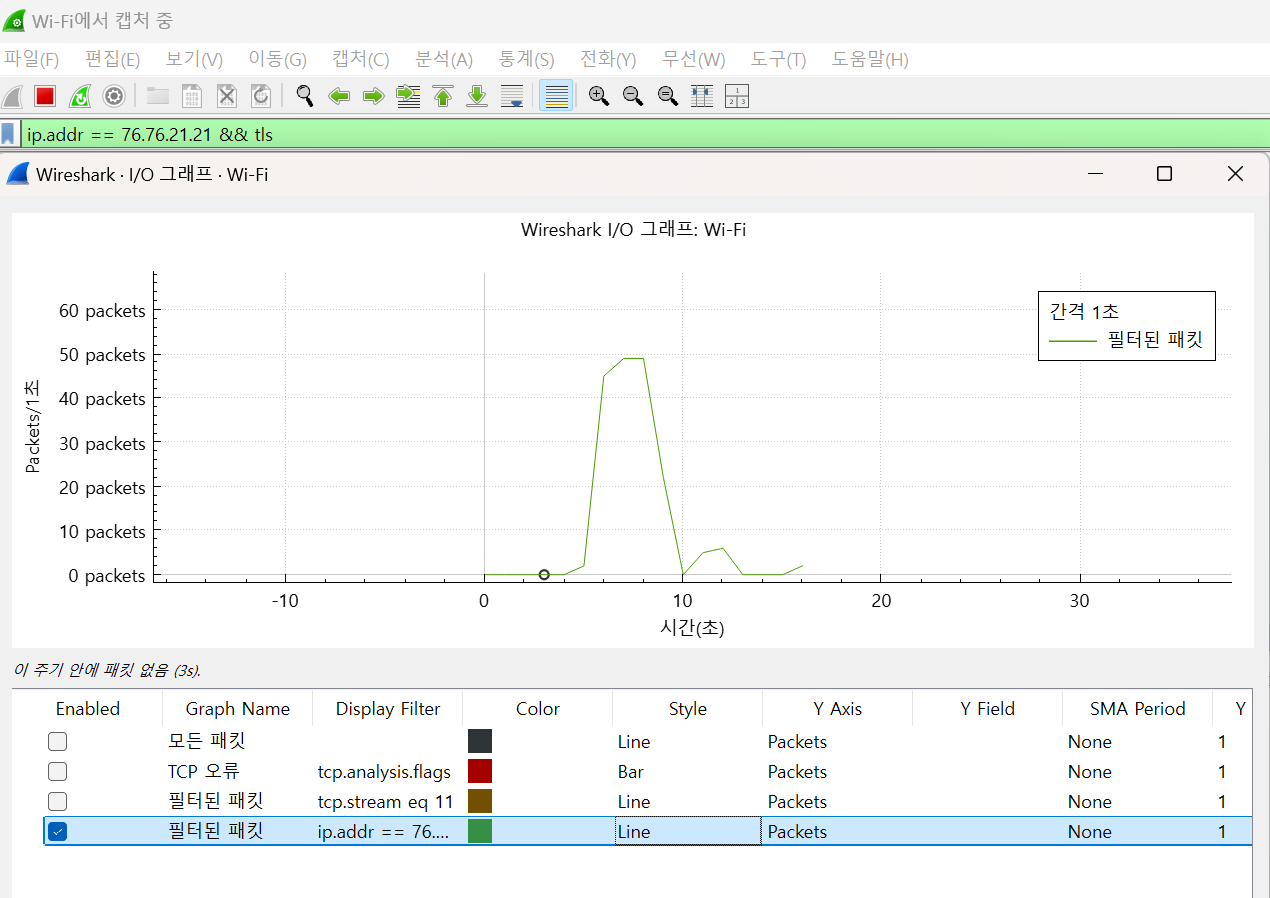 Wi-Fi에서 캡처 중
파일(F) 편집(E) 보기(V) 이동(G) 캡처(C) 분석(A) 통계(S) 전화(Y) 무선(W) 도구(T) 도움말(H)
ip.addr == 76.76.21.21 && tls
Wireshark · I/O 그래프 · Wi-Fi
Wireshark I/O 그래프: Wi-Fi
간격 1초
필터된 패킷
60 packets
50 packets
40 packets
30 packets
20 packets
10 packets
0 packets
Packets/1초
-10 0 10 20 30
시간(초)
이 주기 안에 패킷 없음 (3s).
Enabled Graph Name Display Filter Color Style Y Axis Y Field SMA Period Y
모든 패킷 Line Packets None 1
TCP 오류 tcp.analysis.flags Bar Packets None 1
필터된 패킷 tcp.stream eq 11 Line Packets None 1
필터된 패킷 ip.addr == 76.... Line Packets None 1